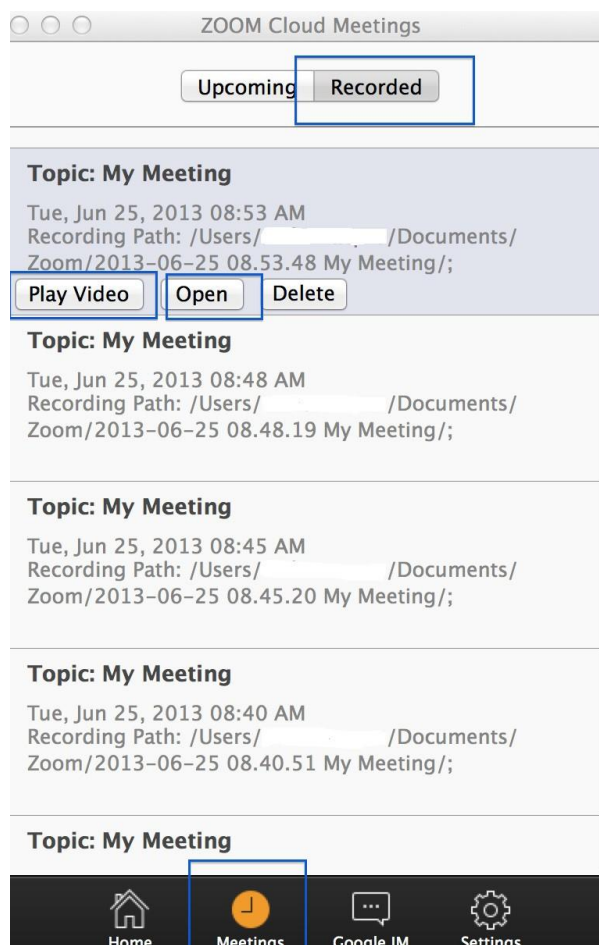 ZOOM Cloud Meetings
Upcoming Recorded
Topic: My Meeting
Tue, Jun 25, 2013 08:53 AM
Recording Path: /Users/ /Documents/
Zoom/2013-06-25 08.53.48 My Meeting/;
Play Video Open Delete
Topic: My Meeting
Tue, Jun 25, 2013 08:48 AM
Recording Path: /Users/ /Documents/
Zoom/2013-06-25 08.48.19 My Meeting/;
Topic: My Meeting
Tue, Jun 25, 2013 08:45 AM
Recording Path: /Users/ /Documents/
Zoom/2013-06-25 08.45.20 My Meeting/;
Topic: My Meeting
Tue, Jun 25, 2013 08:40 AM
Recording Path: /Users/ /Documents/
Zoom/2013-06-25 08.40.51 My Meeting/;
Topic: My Meeting
Home Meetings Google IM Settings